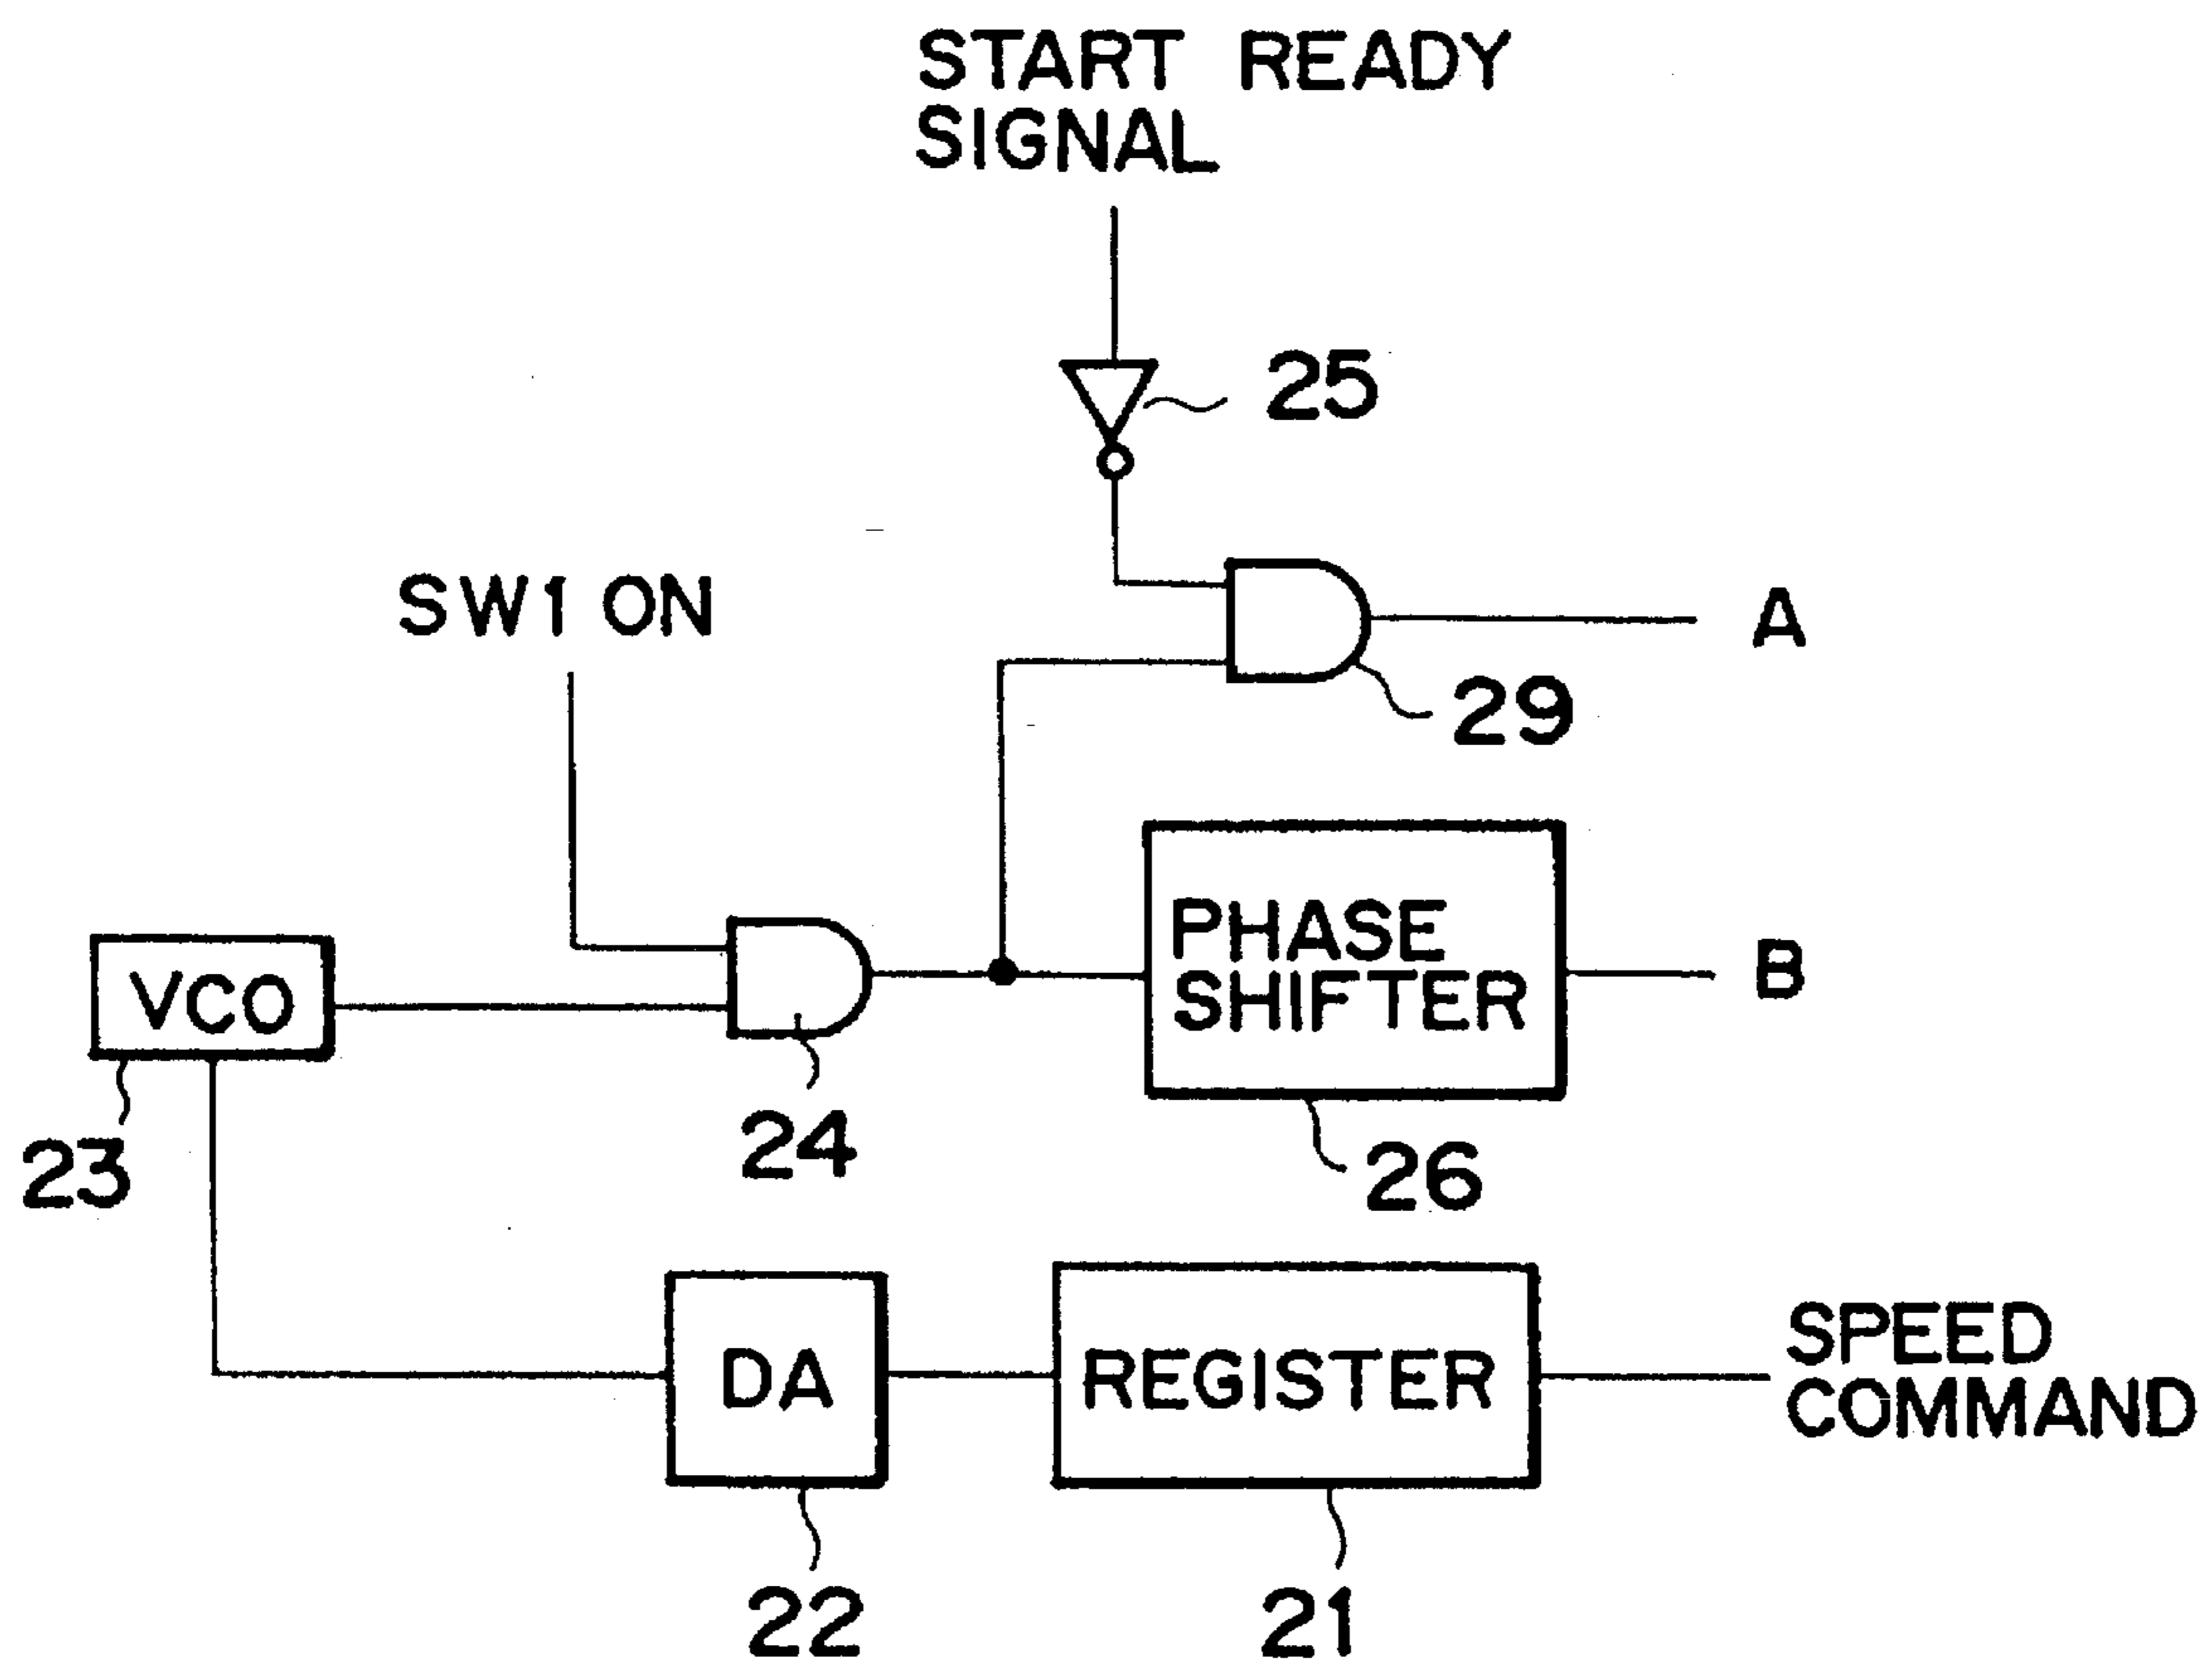 START READY
SIGNAL
25
SW1 ON
A
29
PHASE
SHIFTER
B
VCO
23
24
26
DA
REGISTER
SPEED
COMMAND
22
21